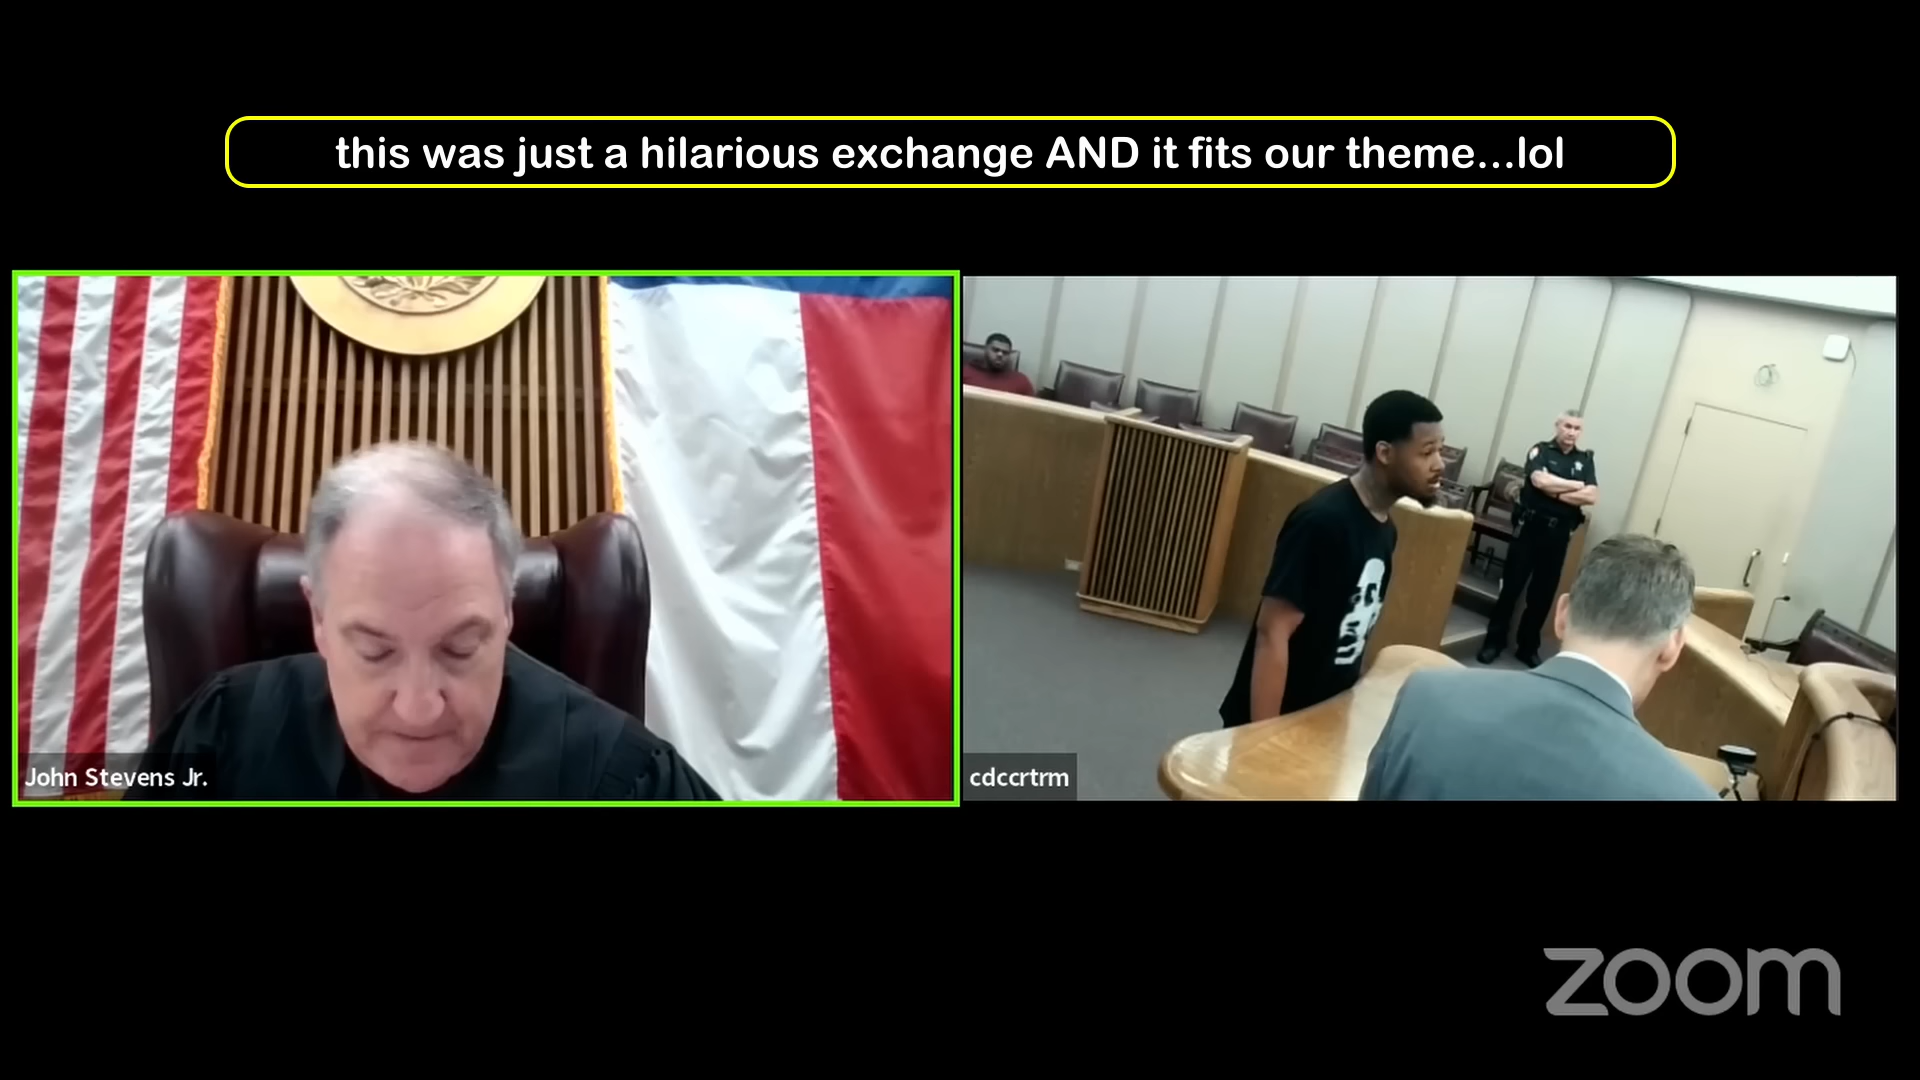 this was just a hilarious exchange AND it fits our theme...lol
John Stevens Jr.
cdccrtrm
zoom